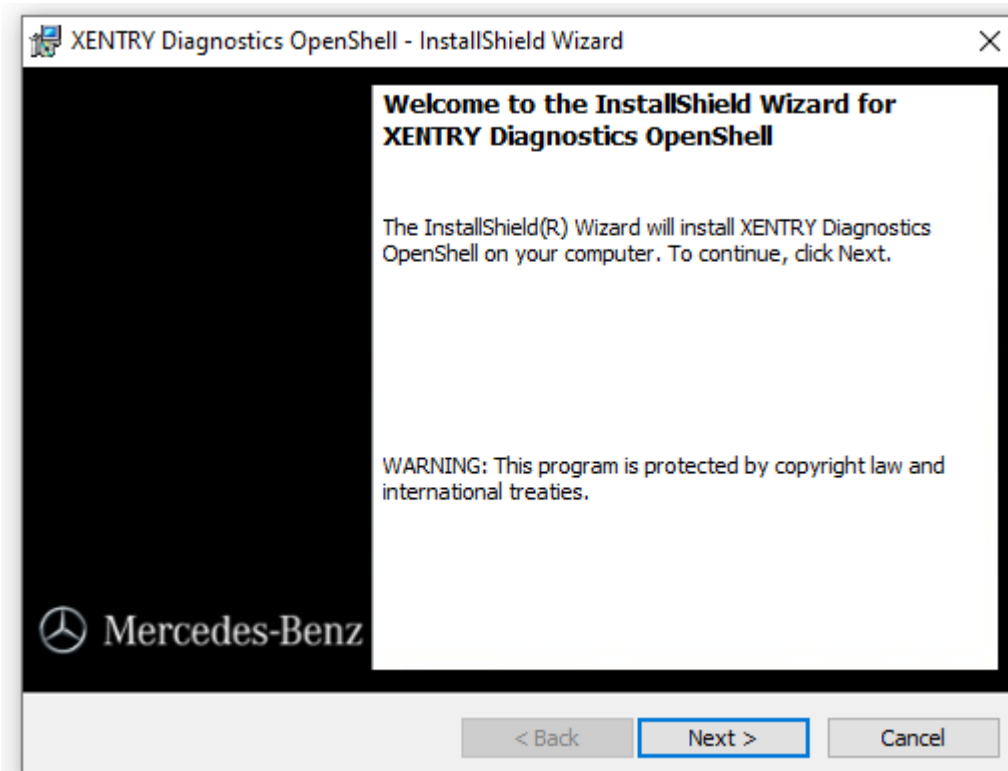 XENTRY Diagnostics OpenShell - InstallShield Wizard
Welcome to the InstallShield Wizard for
XENTRY Diagnostics OpenShell
The InstallShield(R) Wizard will install XENTRY Diagnostics
OpenShell on your computer. To continue, click Next.
WARNING: This program is protected by copyright law and
international treaties.
Mercedes-Benz
< Back
Next >
Cancel